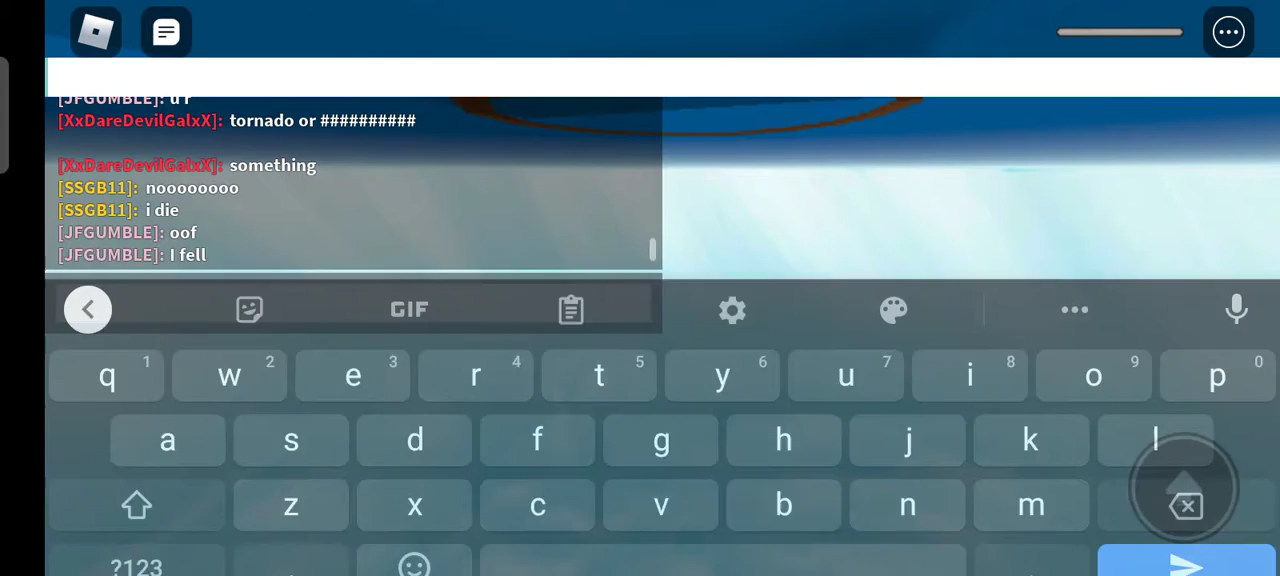 [JFGUMBLE]: u r
[XxDareDevilGalxX]: tornado or ##########
[XxDareDevilGalxX]: something
[SSGB11]: noooooooo
[SSGB11]: i die
[JFGUMBLE]: oof
[JFGUMBLE]: I fell
GIF
q 1 w 2 e 3 r 4 t 5 y 6 u 7 i 8 o 9 p 0
a s d f g h j k l
z x c v b n m
?123 , .